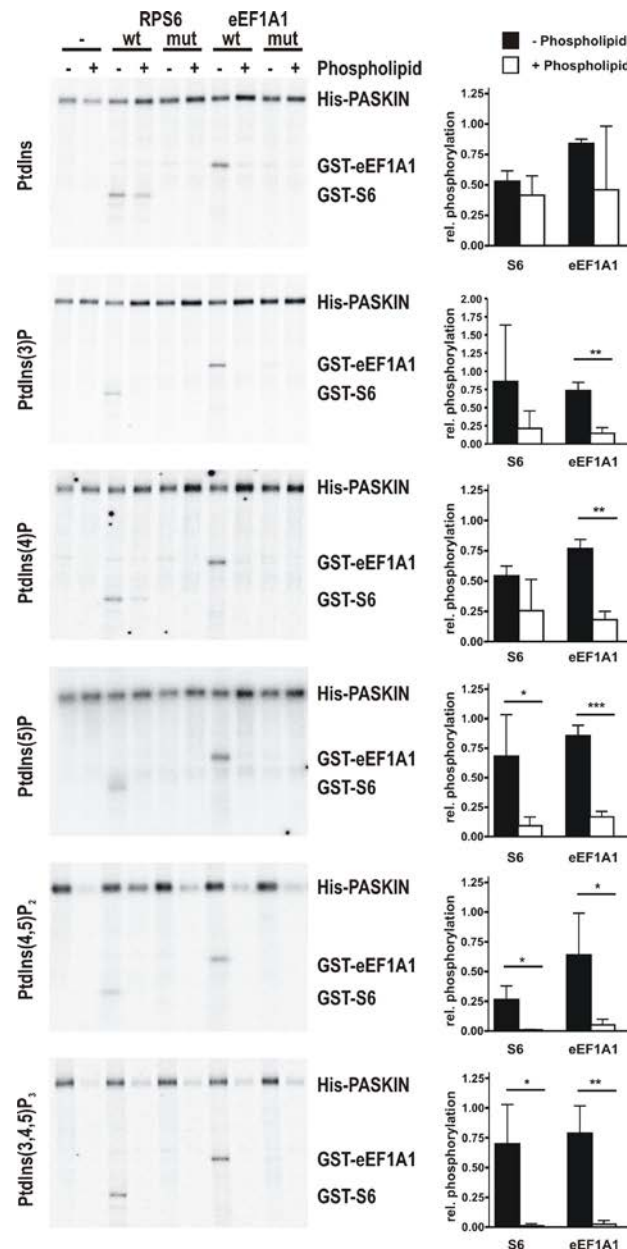 RPS6 eEF1A1
- wt mut wt mut
- + - + - + - + - + Phospholipid
- Phospholipid
+ Phospholipid
PtdIns
His-PASKIN
GST-eEF1A1
GST-S6
rel. phosphorylation
1.25
1.00
0.75
0.50
0.25
0.00
S6 eEF1A1
PtdIns(3)P
His-PASKIN
GST-eEF1A1
GST-S6
rel. phosphorylation
2.00
1.75
1.50
1.25
1.00
0.75
0.50
0.25
0.00
**
S6 eEF1A1
PtdIns(4)P
His-PASKIN
GST-eEF1A1
GST-S6
rel. phosphorylation
1.25
1.00
0.75
0.50
0.25
0.00
**
S6 eEF1A1
PtdIns(5)P
His-PASKIN
GST-eEF1A1
GST-S6
rel. phosphorylation
1.25
1.00
0.75
0.50
0.25
0.00
* ***
S6 eEF1A1
PtdIns(4,5)P2
His-PASKIN
GST-eEF1A1
GST-S6
rel. phosphorylation
1.25
1.00
0.75
0.50
0.25
0.00
* *
S6 eEF1A1
PtdIns(3,4,5)P3
His-PASKIN
GST-eEF1A1
GST-S6
rel. phosphorylation
1.25
1.00
0.75
0.50
0.25
0.00
* **
S6 eEF1A1